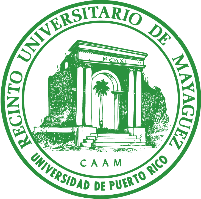 RECINTO UNIVERSITARIO DE MAYAGÜEZ
CAAM
UNIVERSIDAD DE PUERTO RICO